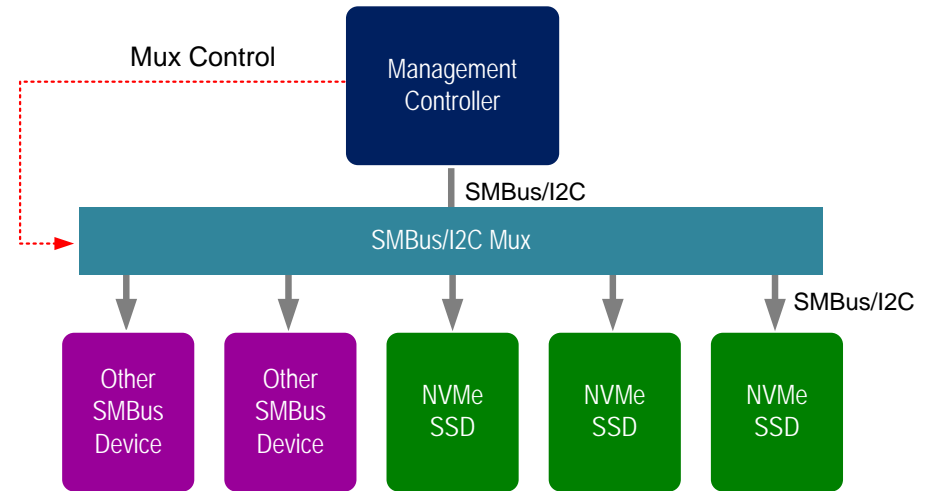 Mux Control
Management
Controller
SMBus/I2C
SMBus/I2C Mux
SMBus/I2C
Other
SMBus
Device
Other
SMBus
Device
NVMe
SSD
NVMe
SSD
NVMe
SSD